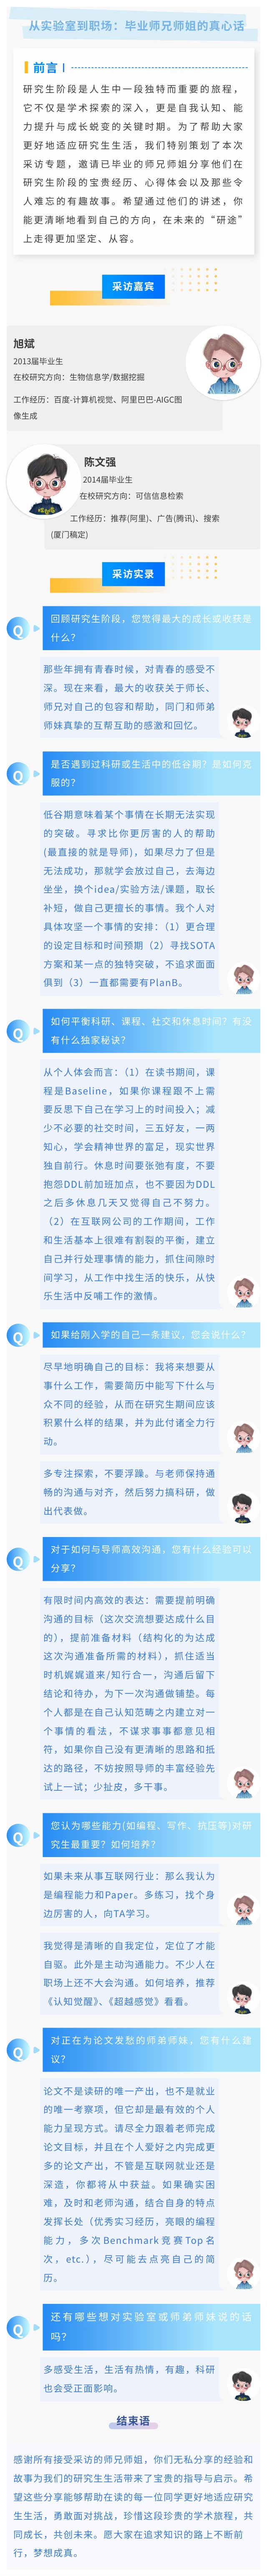 从实验室到职场：毕业师兄师姐的真心话
前言
研究生阶段是人生中一段独特而重要的旅程，
它不仅是学术探索的深入，更是自我认知、能
力提升与成长蜕变的关键时期。为了帮助大家
更好地适应研究生生活，我们特别策划了本次
采访专题，邀请已毕业的师兄师姐分享他们在
研究生阶段的宝贵经历、心得体会以及那些令
人难忘的有趣故事。希望通过他们的讲述，你
能更清晰地看到自己的方向，在未来的“研途”
上走得更加坚定、从容。
采访嘉宾
旭斌
2013届毕业生
在校研究方向：生物信息学/数据挖掘
工作经历：百度-计算机视觉、阿里巴巴-AIGC图
像生成
陈文强
2014届毕业生
在校研究方向：可信信息检索
工作经历：推荐(阿里)、广告(腾讯)、搜索
(厦门稿定)
采访实录
Q
回顾研究生阶段，您觉得最大的成长或收获是
什么？
那些年拥有青春时候，对青春的感受不
深。现在来看，最大的收获关于师长、
师兄对自己的包容和帮助，同门和师弟
师妹真挚的互帮互助的感激和回忆。
Q
是否遇到过科研或生活中的低谷期？是如何克
服的？
低谷期意味着某个事情在长期无法实现
的突破。寻求比你更厉害的人的帮助
(最直接的就是导师)，如果尽力了但是
无法成功，那就学会放过自己，去海边
坐坐，换个idea/实验方法/课题，取长
补短，做自己更擅长的事情。我个人对
具体攻坚一个事情的安排：（1）更合理
的设定目标和时间预期（2）寻找SOTA
方案和某一点的独特突破，不追求面面
俱到（3）一直都需要有PlanB。
Q
如何平衡科研、课程、社交和休息时间？有没
有什么独家秘诀？
从个人体会而言：（1）在读书期间，课
程是Baseline，如果你课程跟不上需
要反思下自己在学习上的时间投入；减
少不必要的社交时间，三五好友，一两
知心，学会精神世界的富足，现实世界
独自前行。休息时间要张弛有度，不要
抱怨DDL前加班加点，也不要因为DDL
之后多休息几天又觉得自己不努力。
（2）在互联网公司的工作期间，工作
和生活基本上很难有割裂的平衡，建立
自己并行处理事情的能力，抓住间隙时
间学习，从工作中找生活的快乐，从快
乐生活中反哺工作的激情。
Q
如果给刚入学的自己一条建议，您会说什么？
尽早地明确自己的目标：我将来想要从
事什么工作，需要简历中能写下什么与
众不同的经验，从而在研究生期间应该
积累什么样的结果，并为此付诸全力行
动。
多专注探索，不要浮躁。与老师保持通
畅的沟通与对齐，然后努力搞科研，做
出代表做。
Q
对于如何与导师高效沟通，您有什么经验可以
分享？
有限时间内高效的表达：需要提前明确
沟通的目标（这次交流想要达成什么目
的），提前准备材料（结构化的为达成
这次沟通准备所需的材料），抓住适当
时机娓娓道来/知行合一，沟通后留下
结论和待办，为下一次沟通做铺垫。每
个人都是在自己认知范畴之内建立对一
个事情的看法，不谋求事事都意见相
符，如果你自己没有更清晰的思路和抵
达的路径，不妨按照导师的丰富经验先
试上一试；少扯皮，多干事。
Q
您认为哪些能力(如编程、写作、抗压等)对研
究生最重要？如何培养？
如果未来从事互联网行业：那么我认为
是编程能力和Paper。多练习，找个身
边厉害的人，向TA学习。
我觉得是清晰的自我定位，定位了才能
自驱。此外是主动沟通能力。不少人在
职场上还不大会沟通。如何培养，推荐
《认知觉醒》、《超越感觉》看看。
Q
对正在为论文发愁的师弟师妹，您有什么建
议？
论文不是读研的唯一产出，也不是就业
的唯一考察项，但它却是最有效的个人
能力呈现方式。请尽全力跟着老师完成
论文目标，并且在个人爱好之内完成更
多的论文产出，不管是互联网就业还是
深造，你都将从中获益。如果确实困
难，及时和老师沟通，结合自身的特点
发挥长处（优秀实习经历，亮眼的编程
能力，多次Benchmark竞赛Top名
次，etc.），尽可能去点亮自己的简
历。
Q
还有哪些想对实验室或师弟师妹说的话
吗？
多感受生活，生活有热情，有趣，科研
也会受正面影响。
结束语
感谢所有接受采访的师兄师姐，你们无私分享的经验和
故事为我们的研究生生活带来了宝贵的指导与启示。希
望这些分享能够帮助在读的每一位同学更好地适应研究
生生活，勇敢面对挑战，珍惜这段珍贵的学术旅程，共
同成长，共创未来。愿大家在追求知识的路上不断前
行，梦想成真。